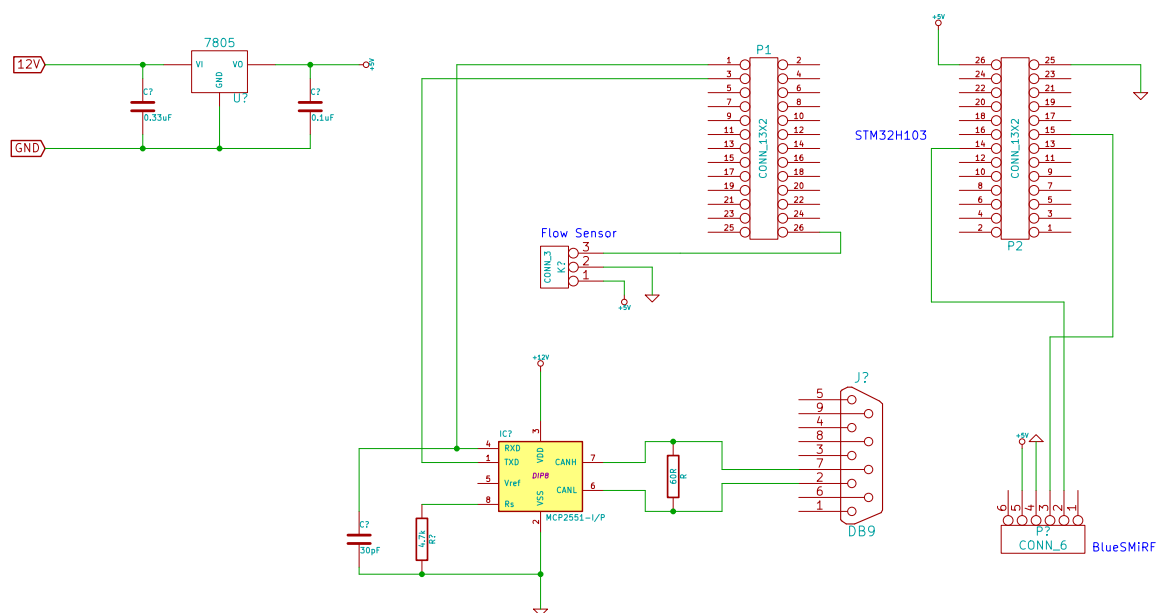 12V
GND
7805
VI
VO
GND
U?
C?
0.33uF
C?
0.1uF
+5V
P1
CONN_13X2
1 2
3 4
5 6
7 8
9 10
11 12
13 14
15 16
17 18
19 20
21 22
23 24
25 26
STM32H103
+5V
26 25
24 23
22 21
20 19
18 17
16 15
14 13
12 11
10 9
8 7
6 5
4 3
2 1
CONN_13X2
P2
Flow Sensor
CONN_3
K?
3
2
1
+5V
+12V
IC?
4 RXD
1 TXD
5 Vref
8 Rs
3
VDD
DIP8
VSS
2
CANH 7
CANL 6
MCP2551-I/P
C?
30pF
4.7k
R?
60R
R
J?
5
9
4
8
3
7
2
6
1
DB9
+5V
6 5 4 3 2 1
P?
CONN_6
BlueSMiRF